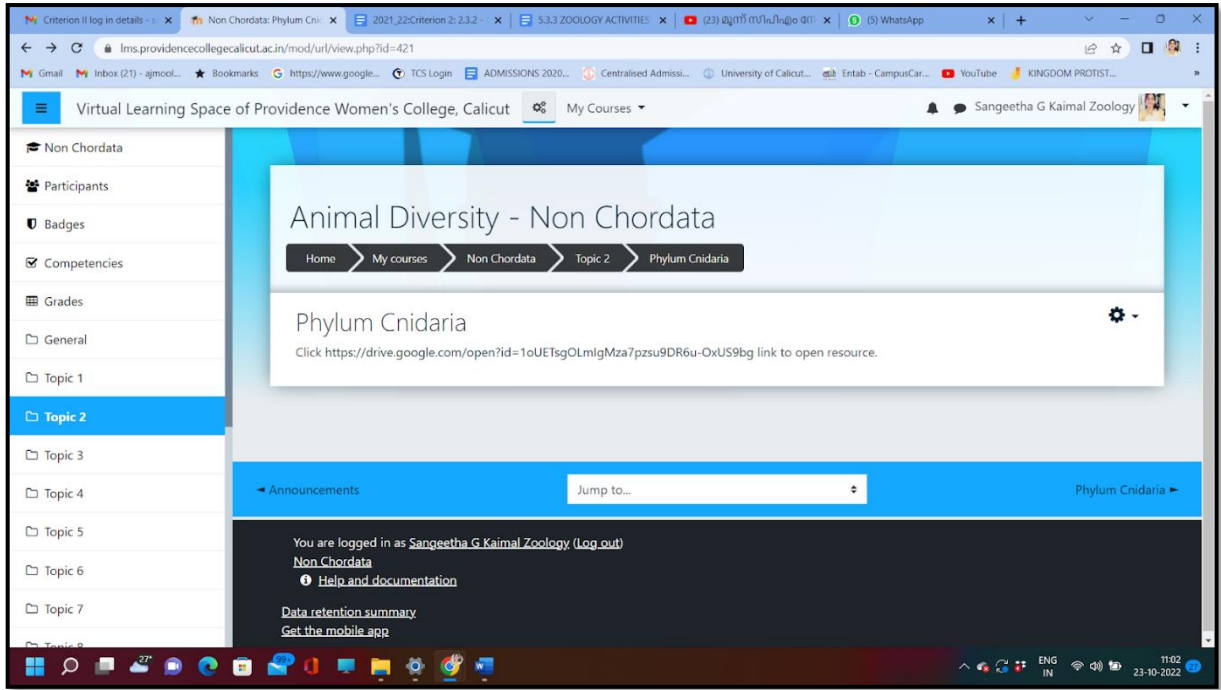 Criterion II log in details - s
Non Chordata: Phylum Cnid
2021_22:Criterion 2: 2.3.2 -
5.3.3 ZOOLOGY ACTIVITIES
(23) മൂന്ന് സിപിഎം നേ
(5) WhatsApp
lms.providencecollegecalicut.ac.in/mod/url/view.php?id=421
Gmail
Inbox (21) - ajmool...
Bookmarks
https://www.google...
TCS Login
ADMISSIONS 2020...
Centralised Admissi...
University of Calicut...
Entab - CampusCar...
YouTube
KINGDOM PROTIST...
Virtual Learning Space of Providence Women's College, Calicut
My Courses
Sangeetha G Kaimal Zoology
Non Chordata
Participants
Badges
Competencies
Grades
General
Topic 1
Topic 2
Topic 3
Topic 4
Topic 5
Topic 6
Topic 7
Topic 8
Animal Diversity - Non Chordata
Home
My courses
Non Chordata
Topic 2
Phylum Cnidaria
Phylum Cnidaria
Click https://drive.google.com/open?id=1oUETsgOLmIgMza7pzsu9DR6u-OxUS9bg link to open resource.
◄ Announcements
Jump to...
Phylum Cnidaria ►
You are logged in as Sangeetha G Kaimal Zoology (Log out)
Non Chordata
Help and documentation
Data retention summary
Get the mobile app
27°
99+
ENG
IN
11:02
23-10-2022
27